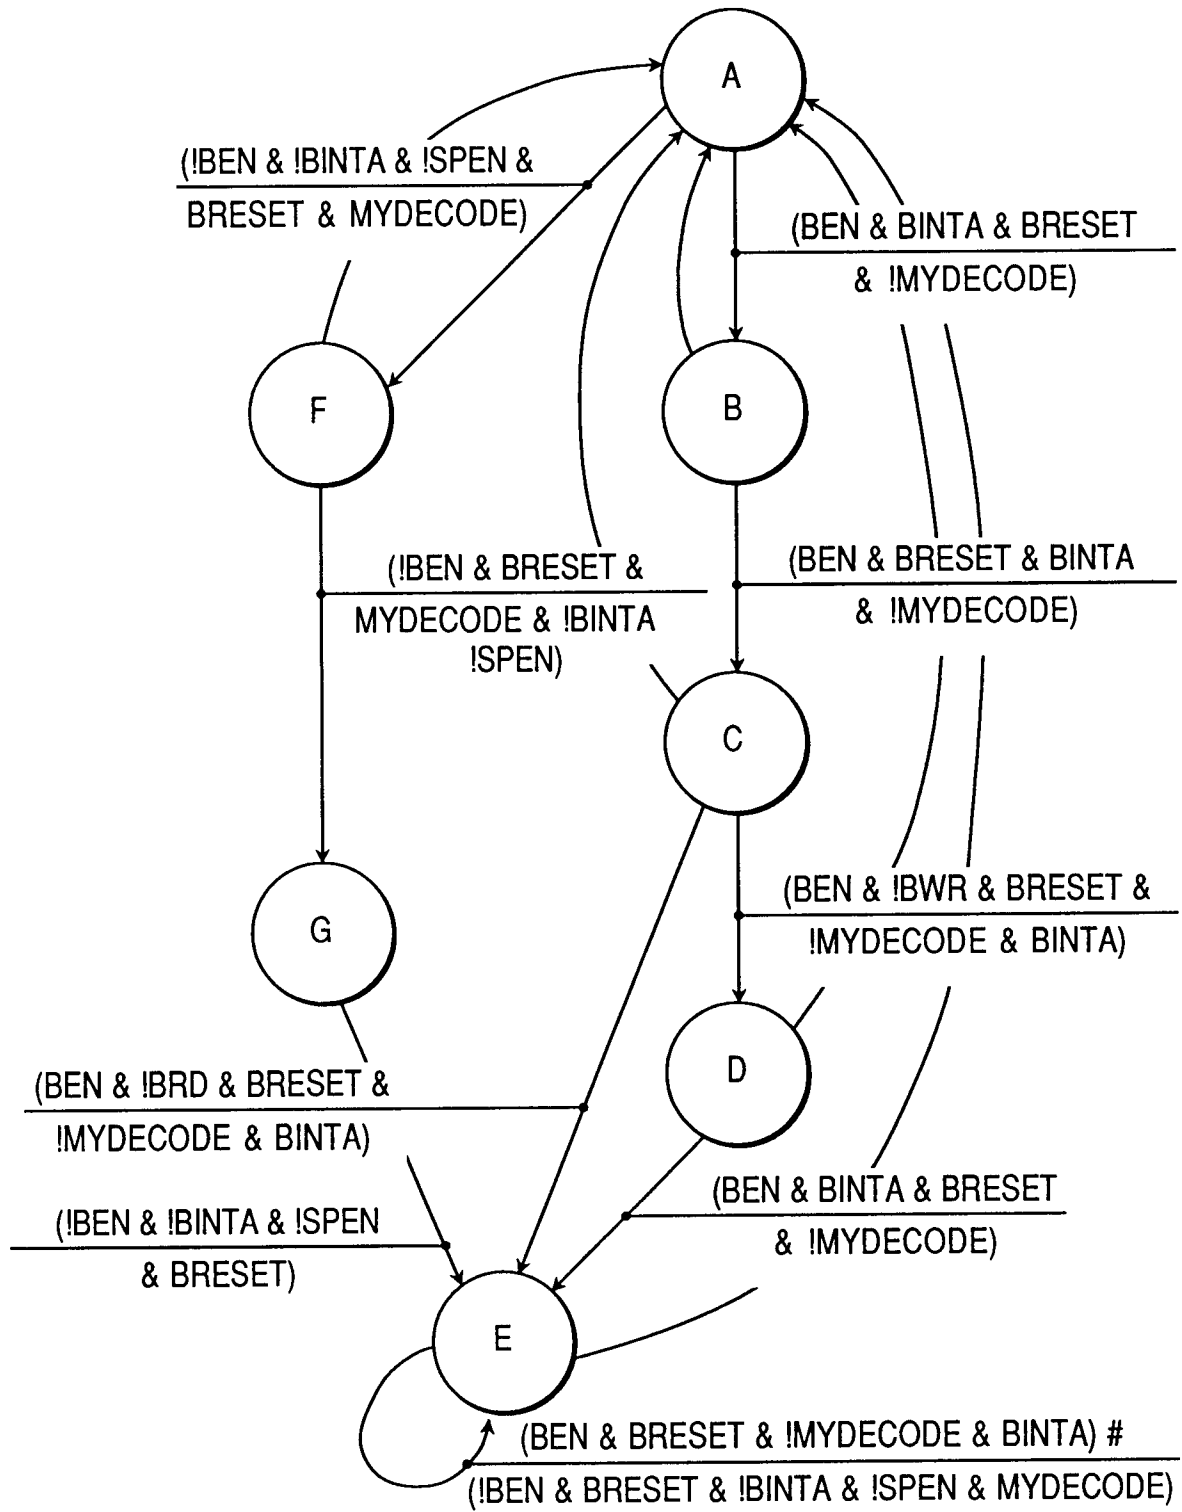 A
(!BEN & !BINTA & !SPEN &
BRESET & MYDECODE)
(BEN & BINTA & BRESET
& !MYDECODE)
F
B
(!BEN & BRESET &
MYDECODE & !BINTA
!SPEN)
(BEN & BRESET & BINTA
& !MYDECODE)
C
(BEN & !BWR & BRESET &
!MYDECODE & BINTA)
G
D
(BEN & !BRD & BRESET &
!MYDECODE & BINTA)
(BEN & BINTA & BRESET
& !MYDECODE)
(!BEN & !BINTA & !SPEN
& BRESET)
E
(BEN & BRESET & !MYDECODE & BINTA) #
(!BEN & BRESET & !BINTA & !SPEN & MYDECODE)